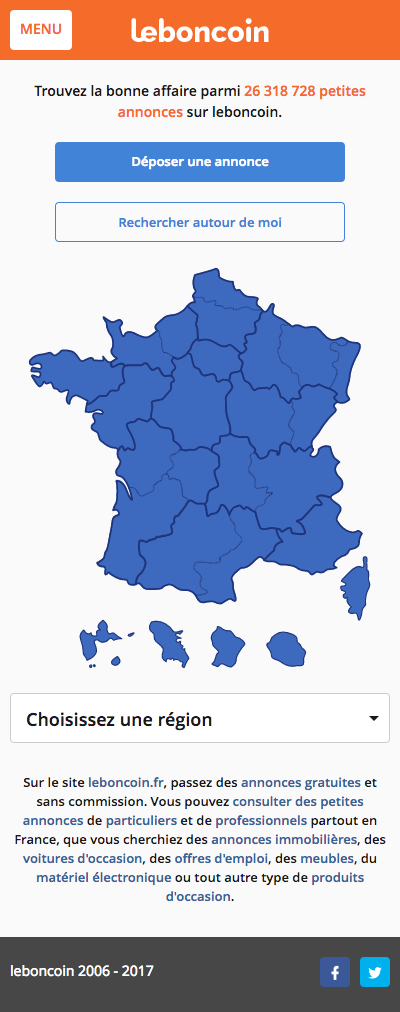 MENU
leboncoin
Trouvez la bonne affaire parmi 26 318 728 petites
annonces sur leboncoin.
Déposer une annonce
Rechercher autour de moi
Choisissez une région
Sur le site leboncoin.fr, passez des annonces gratuites et
sans commission. Vous pouvez consulter des petites
annonces de particuliers et de professionnels partout en
France, que vous cherchiez des annonces immobilières, des
voitures d'occasion, des offres d'emploi, des meubles, du
matériel électronique ou tout autre type de produits
d'occasion.
leboncoin 2006 - 2017